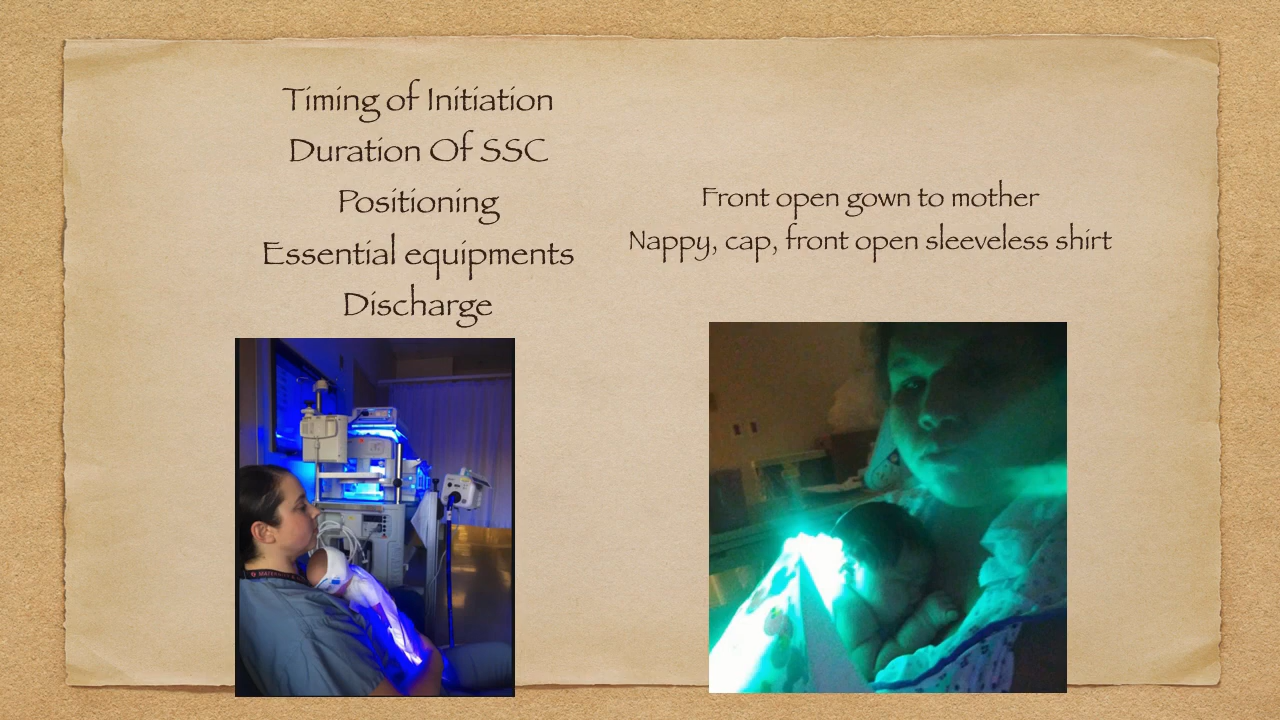 Timing of Initiation
Duration Of SSC
Positioning
Essential equipments
Discharge
Front open gown to mother
Nappy, cap, front open sleeveless shirt